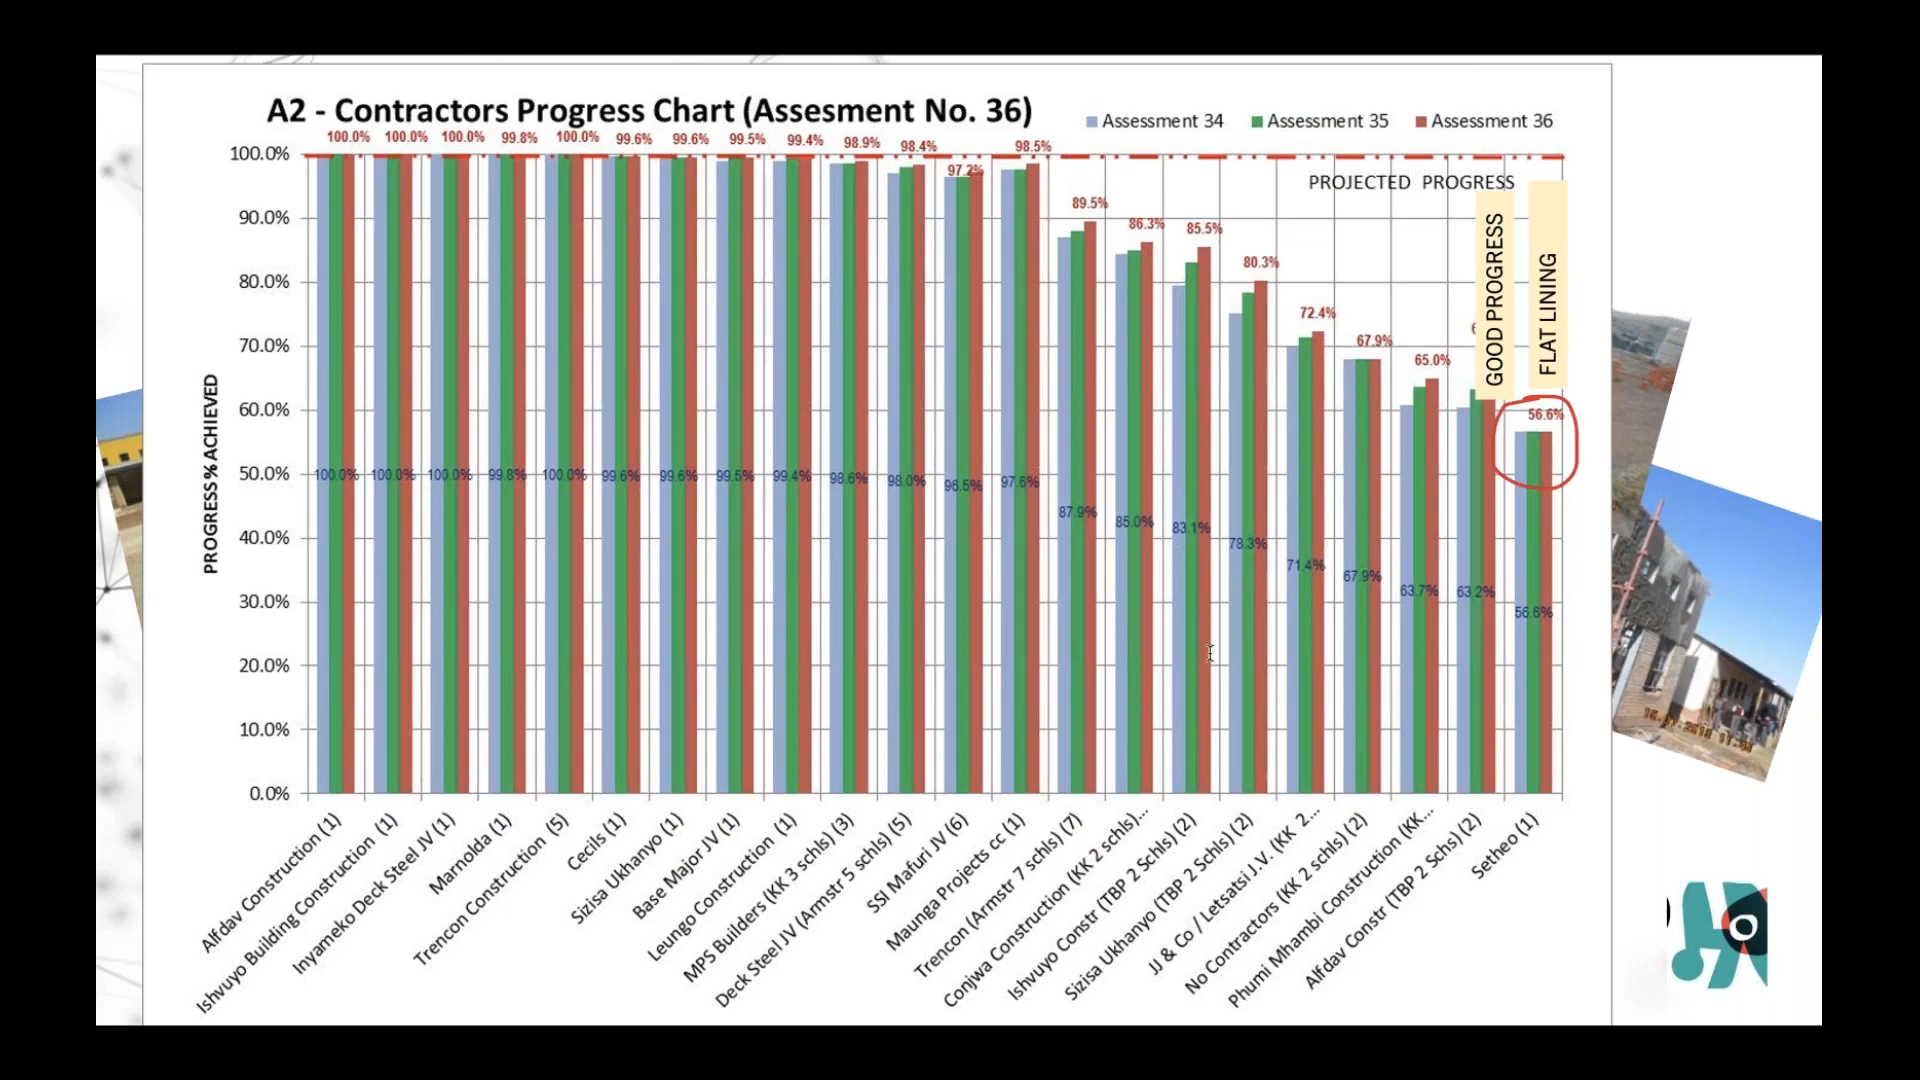 A2 - Contractors Progress Chart (Assesment No. 36)
Assessment 34
Assessment 35
Assessment 36
100.0% 100.0% 100.0% 99.8% 100.0% 99.6% 99.6% 99.5% 99.4% 98.9% 98.4% 97.2% 98.5% 89.5% 86.3% 85.5% 80.3% 72.4% 67.9% 65.0% 56.6%
PROJECTED PROGRESS
GOOD PROGRESS
FLAT LINING
PROGRESS % ACHIEVED
100.0%
90.0%
80.0%
70.0%
60.0%
50.0%
40.0%
30.0%
20.0%
10.0%
0.0%
100.0% 100.0% 100.0% 99.8% 100.0% 99.6% 99.6% 99.5% 99.4% 98.6% 98.0% 96.5% 97.6% 87.9% 85.0% 83.1% 78.3% 71.4% 67.9% 63.7% 63.2% 56.6%
Alfdav Construction (1)
Ishvuyo Building Construction (1)
Inyameko Deck Steel JV (1)
Marnolda (1)
Trencon Construction (5)
Cecils (1)
Sizisa Ukhanyo (1)
Base Major JV (1)
Leungo Construction (1)
MPS Builders (KK 3 schls) (3)
Deck Steel JV (Armstr 5 schls) (5)
SSI Mafuri JV (6)
Maunga Projects cc (1)
Trencon (Armstr 7 schls) (7)
Conjwa Construction (KK 2 schls)...
Ishvuyo Constr (TBP 2 Schls) (2)
Sizisa Ukhanyo (TBP 2 Schls) (2)
JJ & Co / Letsatsi J.V. (KK 2...
No Contractors (KK 2 schls) (2)
Phumi Mhambi Construction (KK...
Alfdav Constr (TBP 2 Schs) (2)
Setheo (1)